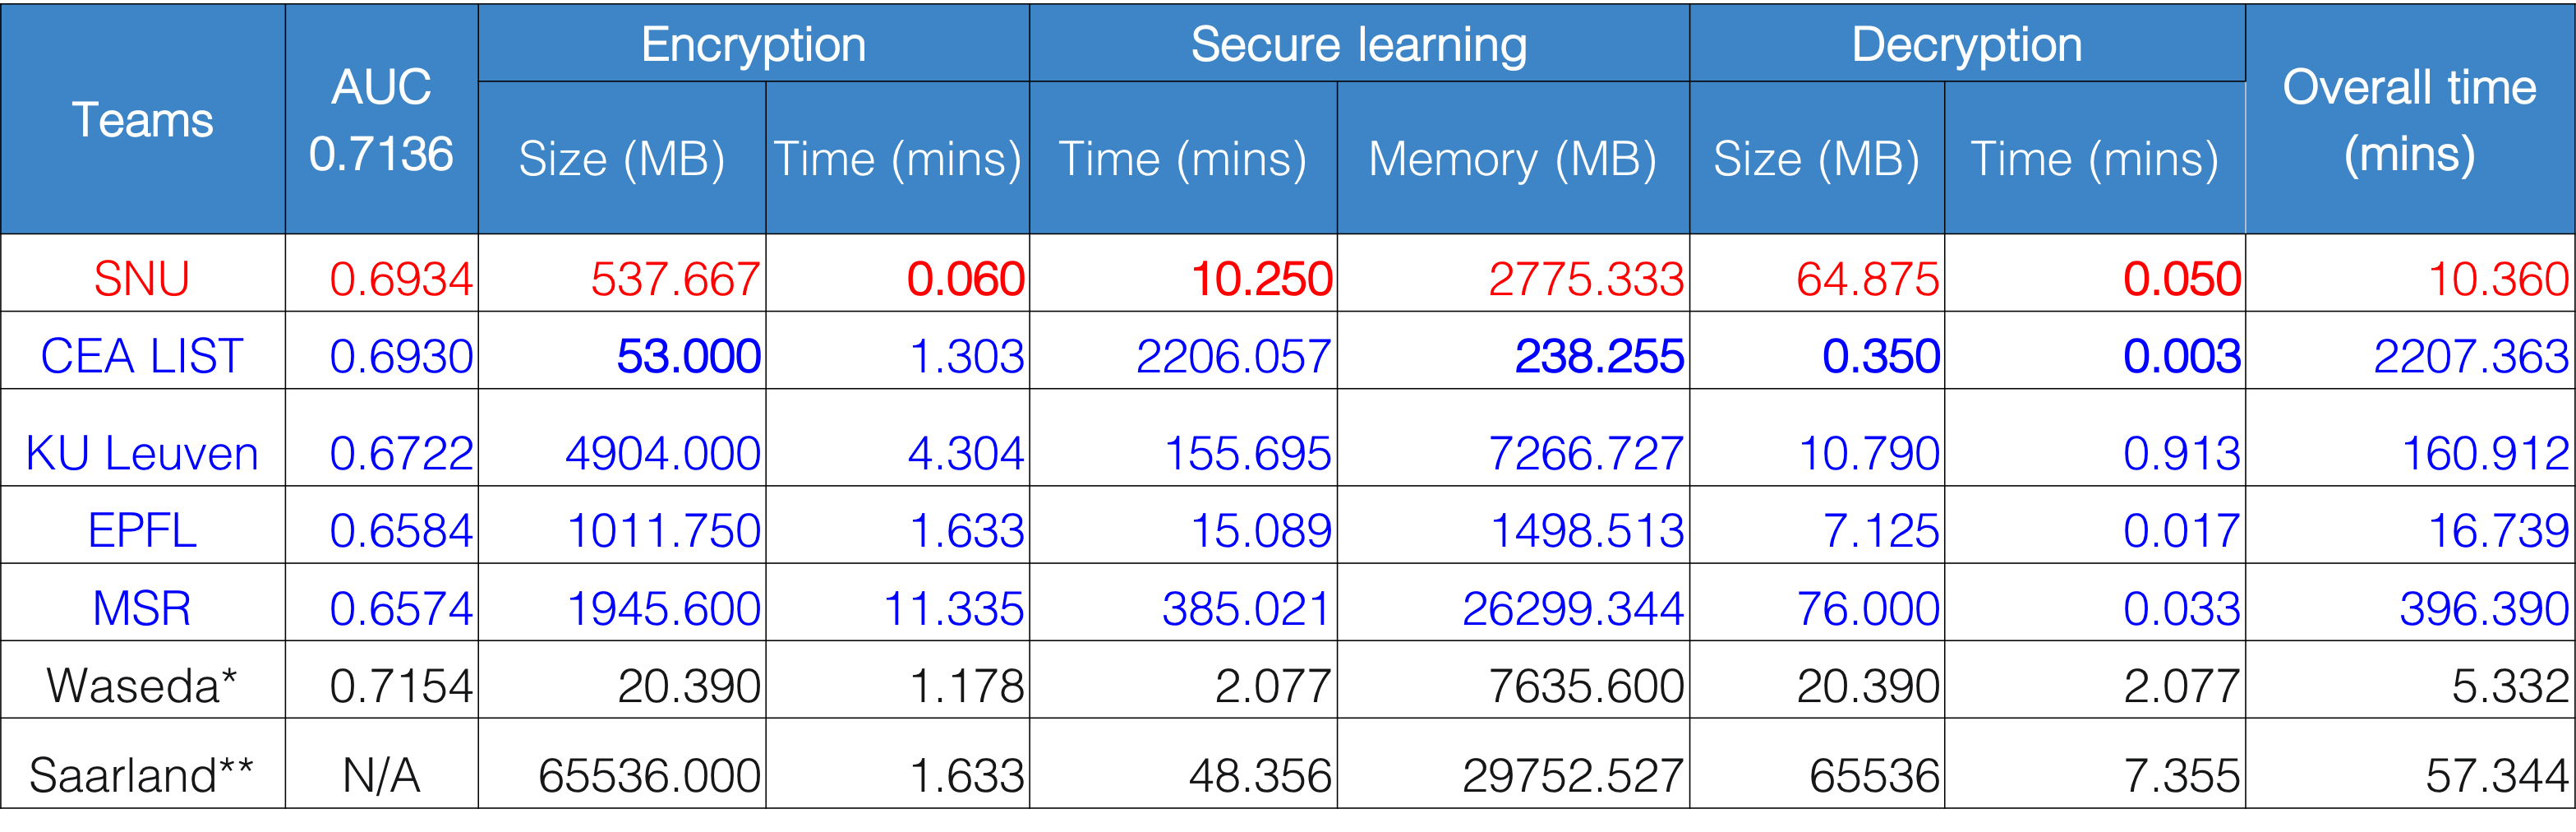 Teams AUC 0.7136 Encryption Secure learning Decryption Overall time (mins)
Size (MB) Time (mins) Time (mins) Memory (MB) Size (MB) Time (mins)
SNU 0.6934 537.667 0.060 10.250 2775.333 64.875 0.050 10.360
CEA LIST 0.6930 53.000 1.303 2206.057 238.255 0.350 0.003 2207.363
KU Leuven 0.6722 4904.000 4.304 155.695 7266.727 10.790 0.913 160.912
EPFL 0.6584 1011.750 1.633 15.089 1498.513 7.125 0.017 16.739
MSR 0.6574 1945.600 11.335 385.021 26299.344 76.000 0.033 396.390
Waseda* 0.7154 20.390 1.178 2.077 7635.600 20.390 2.077 5.332
Saarland** N/A 65536.000 1.633 48.356 29752.527 65536 7.355 57.344